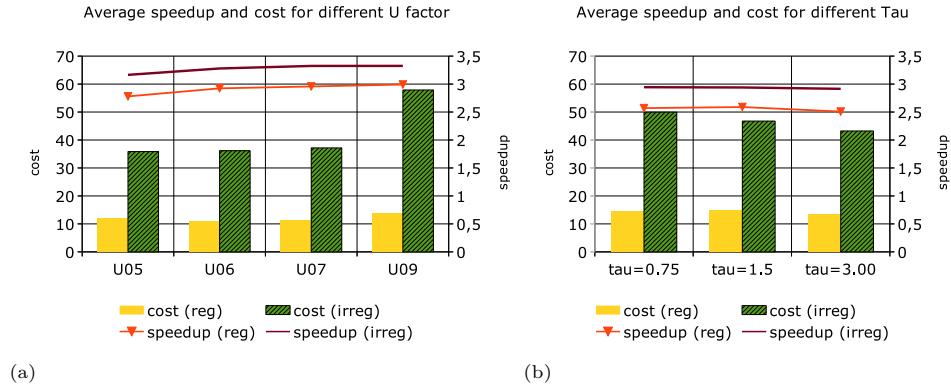 Average speedup and cost for different U factor
70
60
50
40
30
20
10
0
cost
3,5
3
2,5
2
1,5
1
0,5
0
speedup
U05 U06 U07 U09
cost (reg) cost (irreg)
speedup (reg) speedup (irreg)
(a)
Average speedup and cost for different Tau
70
60
50
40
30
20
10
0
cost
3,5
3
2,5
2
1,5
1
0,5
0
speedup
tau=0.75 tau=1.5 tau=3.00
cost (reg) cost (irreg)
speedup (reg) speedup (irreg)
(b)